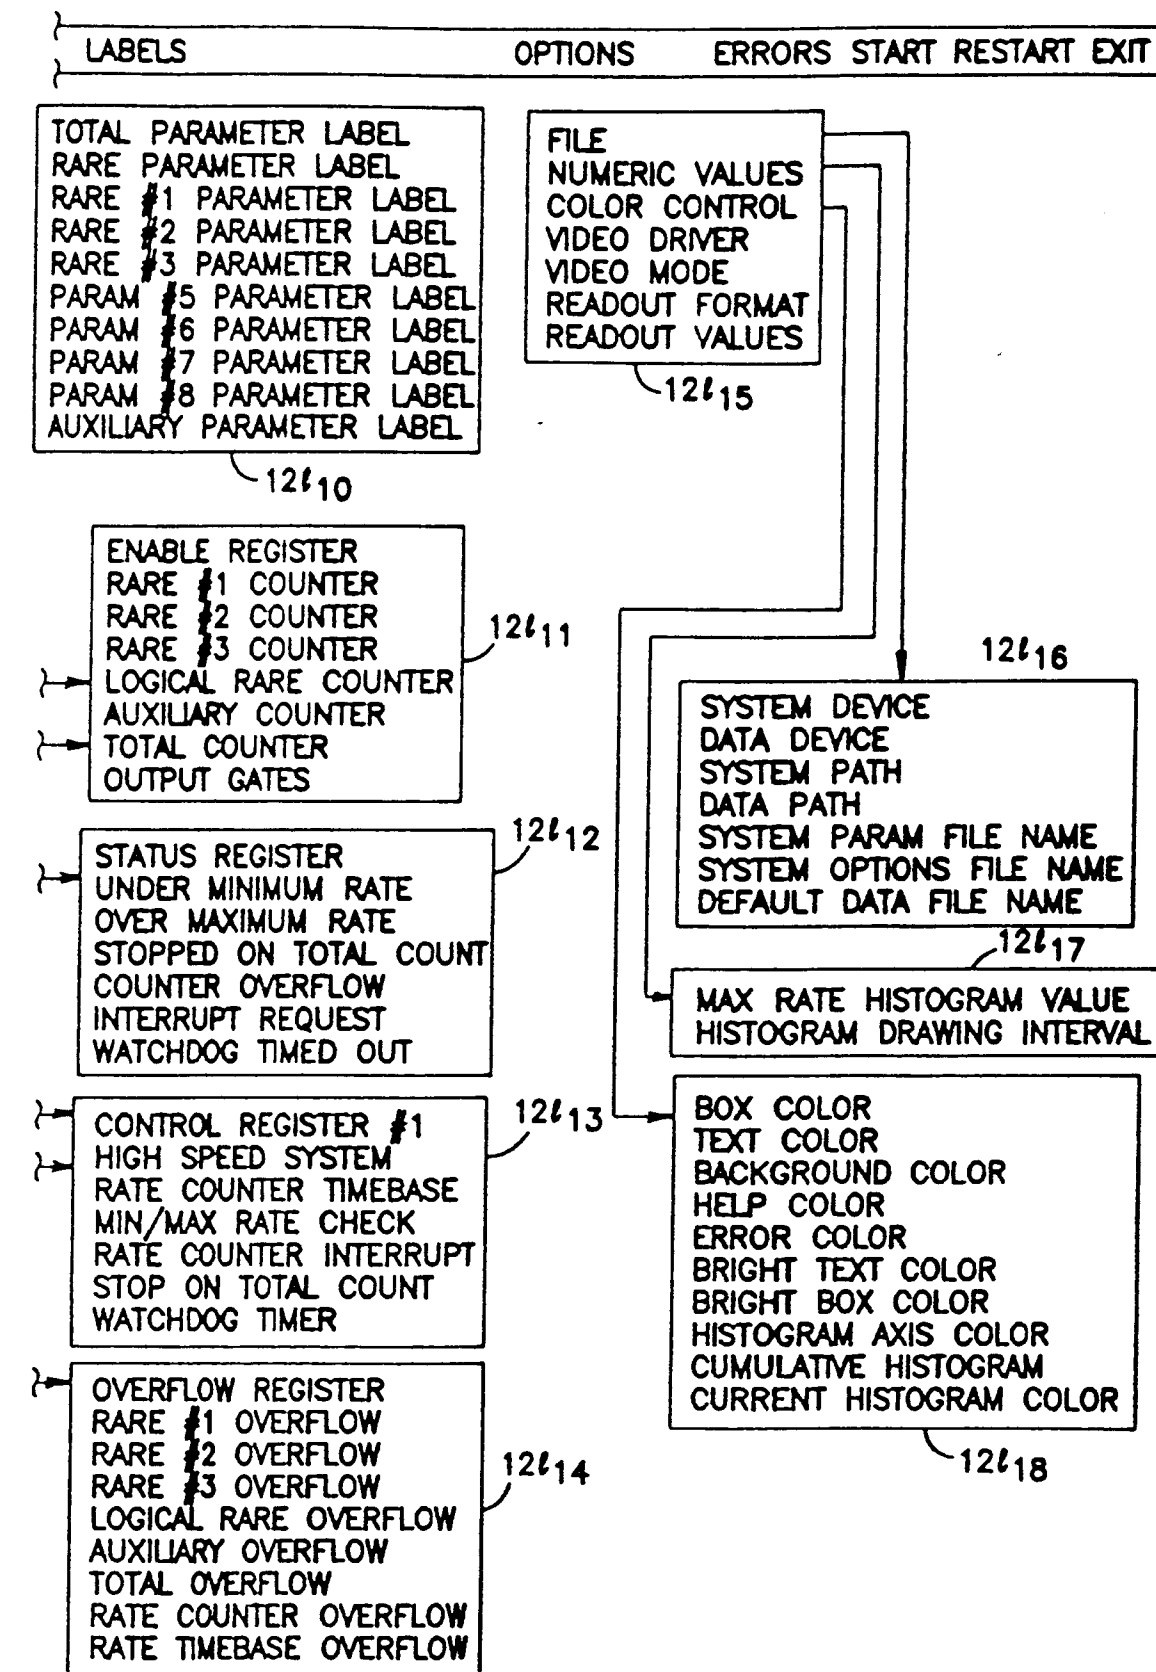 LABELS OPTIONS ERRORS START RESTART EXIT
TOTAL PARAMETER LABEL
RARE PARAMETER LABEL
RARE #1 PARAMETER LABEL
RARE #2 PARAMETER LABEL
RARE #3 PARAMETER LABEL
PARAM #5 PARAMETER LABEL
PARAM #6 PARAMETER LABEL
PARAM #7 PARAMETER LABEL
PARAM #8 PARAMETER LABEL
AUXILIARY PARAMETER LABEL
12ℓ10
FILE
NUMERIC VALUES
COLOR CONTROL
VIDEO DRIVER
VIDEO MODE
READOUT FORMAT
READOUT VALUES
12ℓ15
ENABLE REGISTER
RARE #1 COUNTER
RARE #2 COUNTER
RARE #3 COUNTER
LOGICAL RARE COUNTER
AUXILIARY COUNTER
TOTAL COUNTER
OUTPUT GATES
12ℓ11
STATUS REGISTER
UNDER MINIMUM RATE
OVER MAXIMUM RATE
STOPPED ON TOTAL COUNT
COUNTER OVERFLOW
INTERRUPT REQUEST
WATCHDOG TIMED OUT
12ℓ12
CONTROL REGISTER #1
HIGH SPEED SYSTEM
RATE COUNTER TIMEBASE
MIN/MAX RATE CHECK
RATE COUNTER INTERRUPT
STOP ON TOTAL COUNT
WATCHDOG TIMER
12ℓ13
OVERFLOW REGISTER
RARE #1 OVERFLOW
RARE #2 OVERFLOW
RARE #3 OVERFLOW
LOGICAL RARE OVERFLOW
AUXILIARY OVERFLOW
TOTAL OVERFLOW
RATE COUNTER OVERFLOW
RATE TIMEBASE OVERFLOW
12ℓ14
12ℓ16
SYSTEM DEVICE
DATA DEVICE
SYSTEM PATH
DATA PATH
SYSTEM PARAM FILE NAME
SYSTEM OPTIONS FILE NAME
DEFAULT DATA FILE NAME
12ℓ17
MAX RATE HISTOGRAM VALUE
HISTOGRAM DRAWING INTERVAL
BOX COLOR
TEXT COLOR
BACKGROUND COLOR
HELP COLOR
ERROR COLOR
BRIGHT TEXT COLOR
BRIGHT BOX COLOR
HISTOGRAM AXIS COLOR
CUMULATIVE HISTOGRAM
CURRENT HISTOGRAM COLOR
12ℓ18